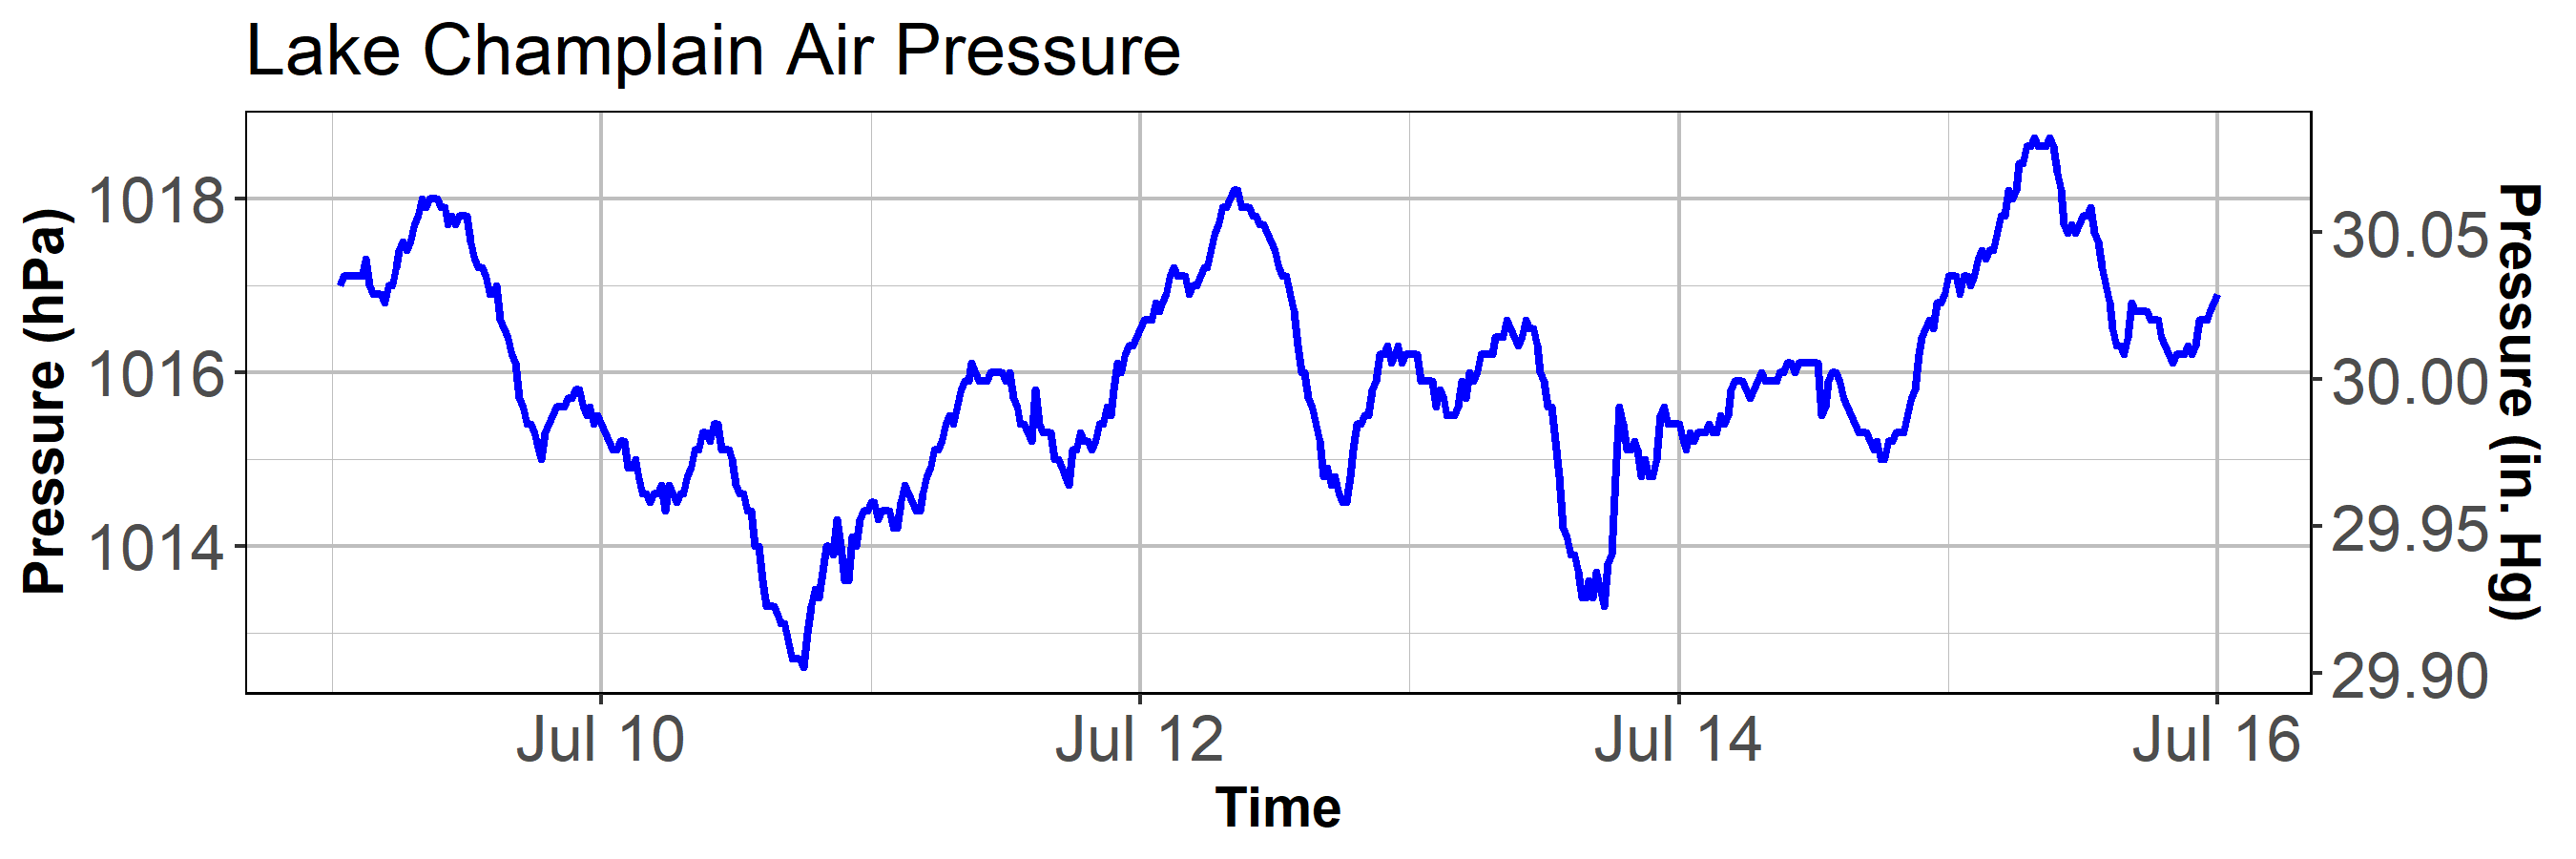 Lake Champlain Air Pressure
Pressure (hPa)
1018
1016
1014
30.05
30.00
29.95
29.90
Pressure (in. Hg)
Jul 10
Jul 12
Jul 14
Jul 16
Time